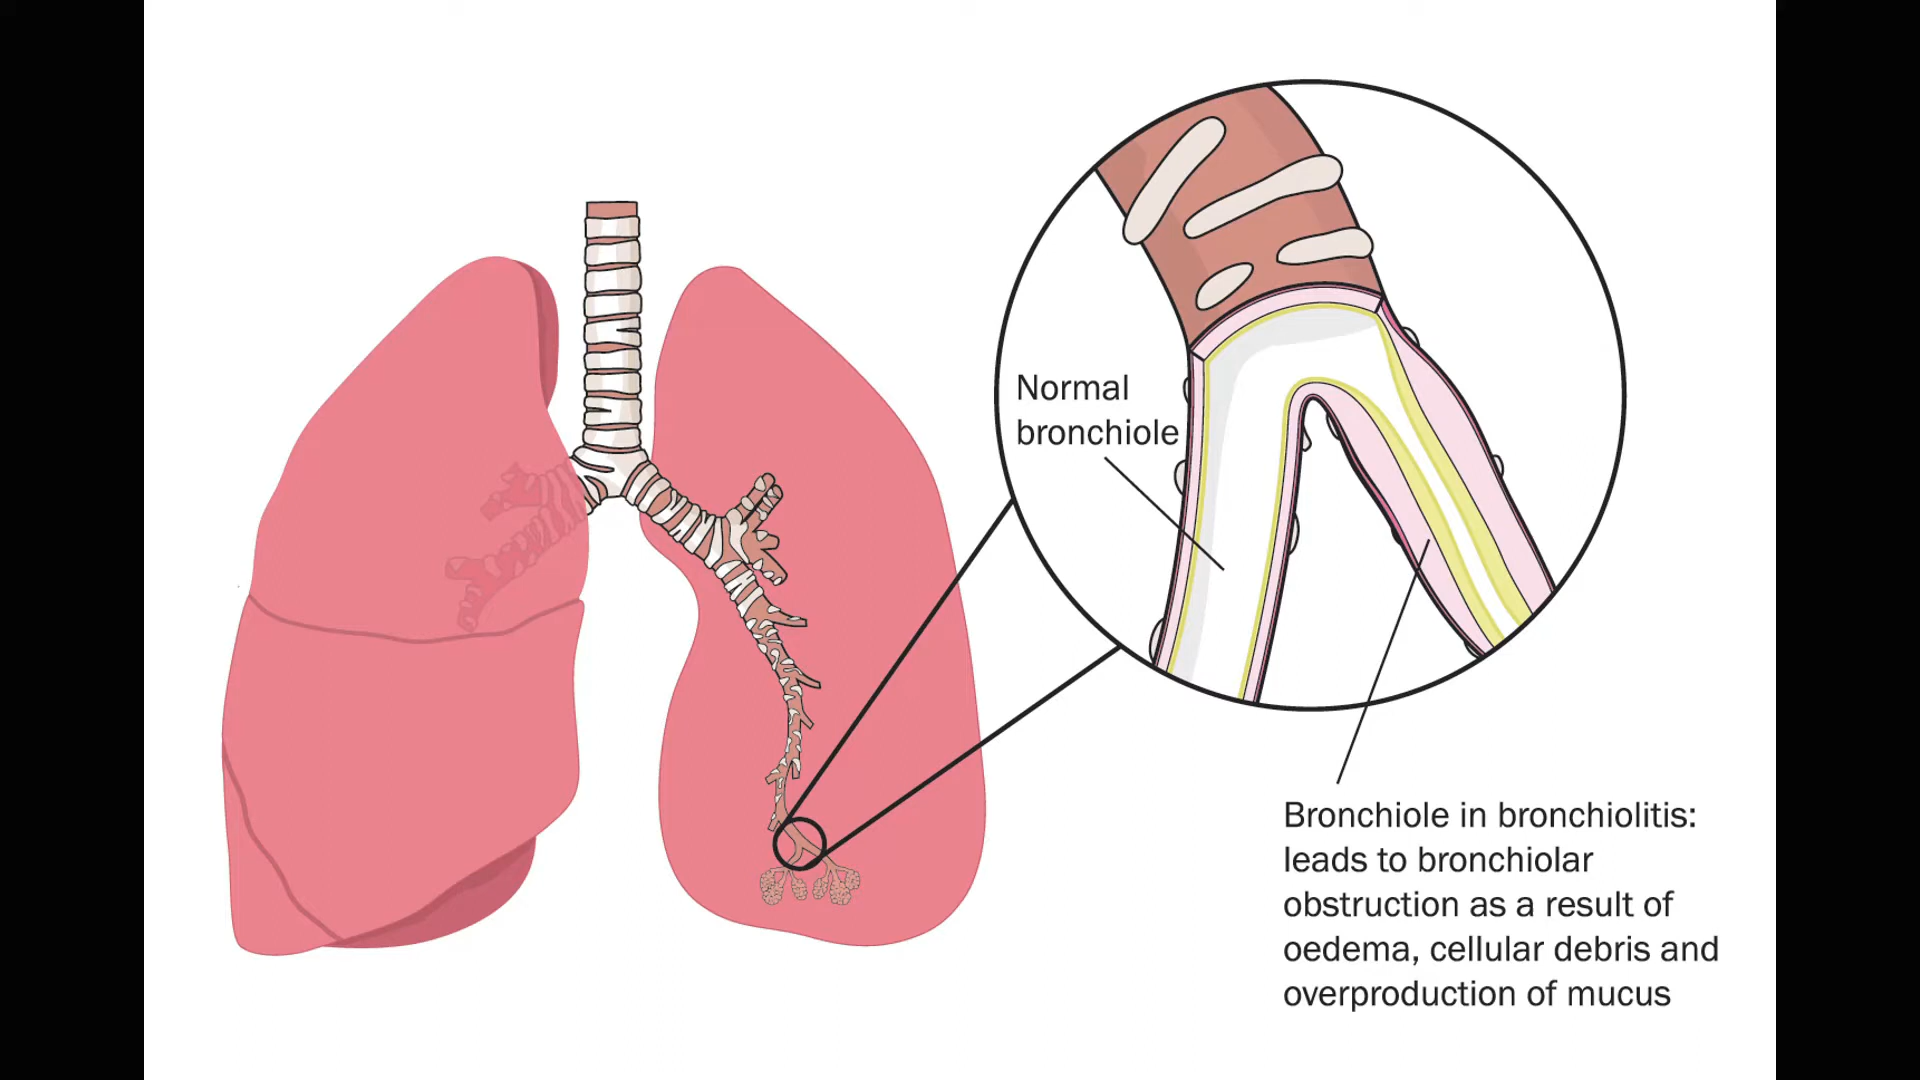 Normal
bronchiole
Bronchiole in bronchiolitis:
leads to bronchiolar
obstruction as a result of
oedema, cellular debris and
overproduction of mucus